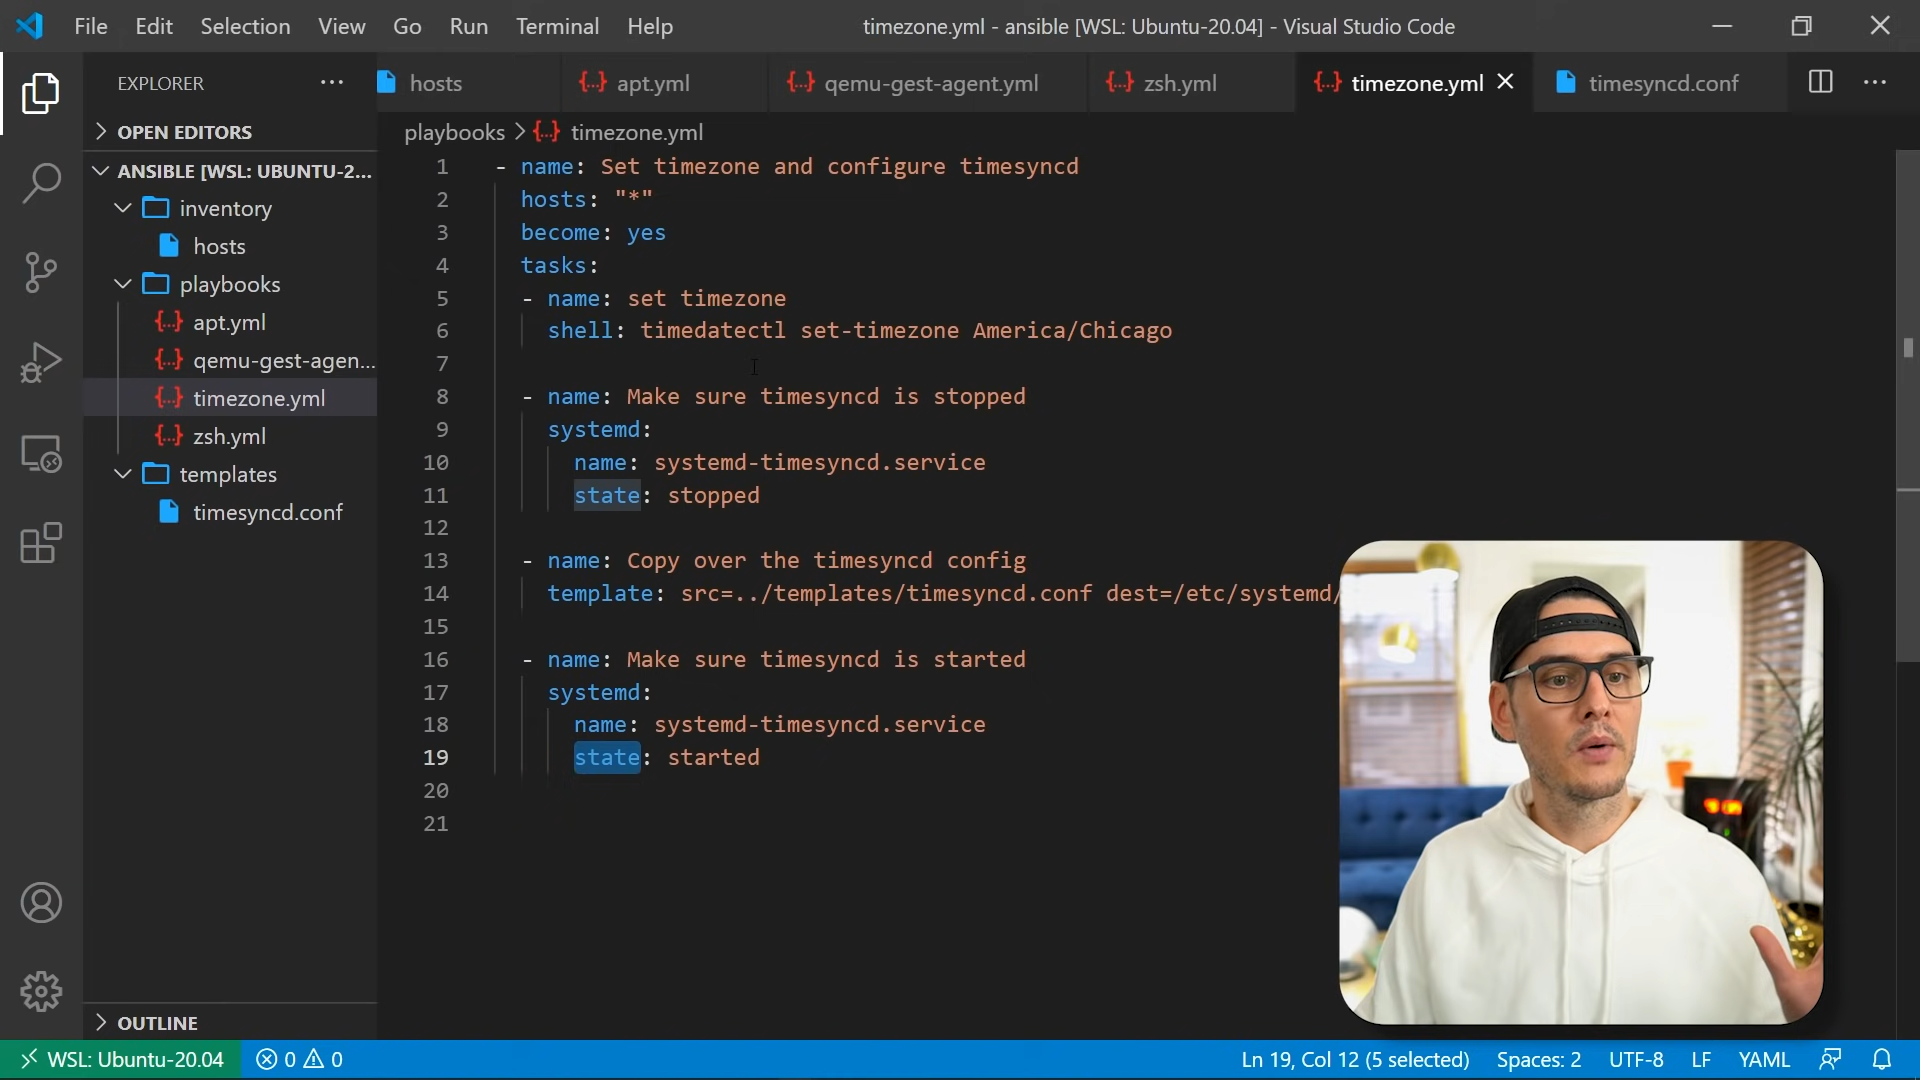 File Edit Selection View Go Run Terminal Help
timezone.yml - ansible [WSL: Ubuntu-20.04] - Visual Studio Code
EXPLORER
hosts
apt.yml
qemu-gest-agent.yml
zsh.yml
timezone.yml
timesyncd.conf
OPEN EDITORS
ANSIBLE [WSL: UBUNTU-2...
inventory
hosts
playbooks
apt.yml
qemu-gest-agen...
timezone.yml
zsh.yml
templates
timesyncd.conf
OUTLINE
playbooks > timezone.yml
1 - name: Set timezone and configure timesyncd
2 hosts: "*"
3 become: yes
4 tasks:
5 - name: set timezone
6 shell: timedatectl set-timezone America/Chicago
7
8 - name: Make sure timesyncd is stopped
9 systemd:
10 name: systemd-timesyncd.service
11 state: stopped
12
13 - name: Copy over the timesyncd config
14 template: src=../templates/timesyncd.conf dest=/etc/systemd/
15
16 - name: Make sure timesyncd is started
17 systemd:
18 name: systemd-timesyncd.service
19 state: started
20
21
WSL: Ubuntu-20.04 0 0 Ln 19, Col 12 (5 selected) Spaces: 2 UTF-8 LF YAML